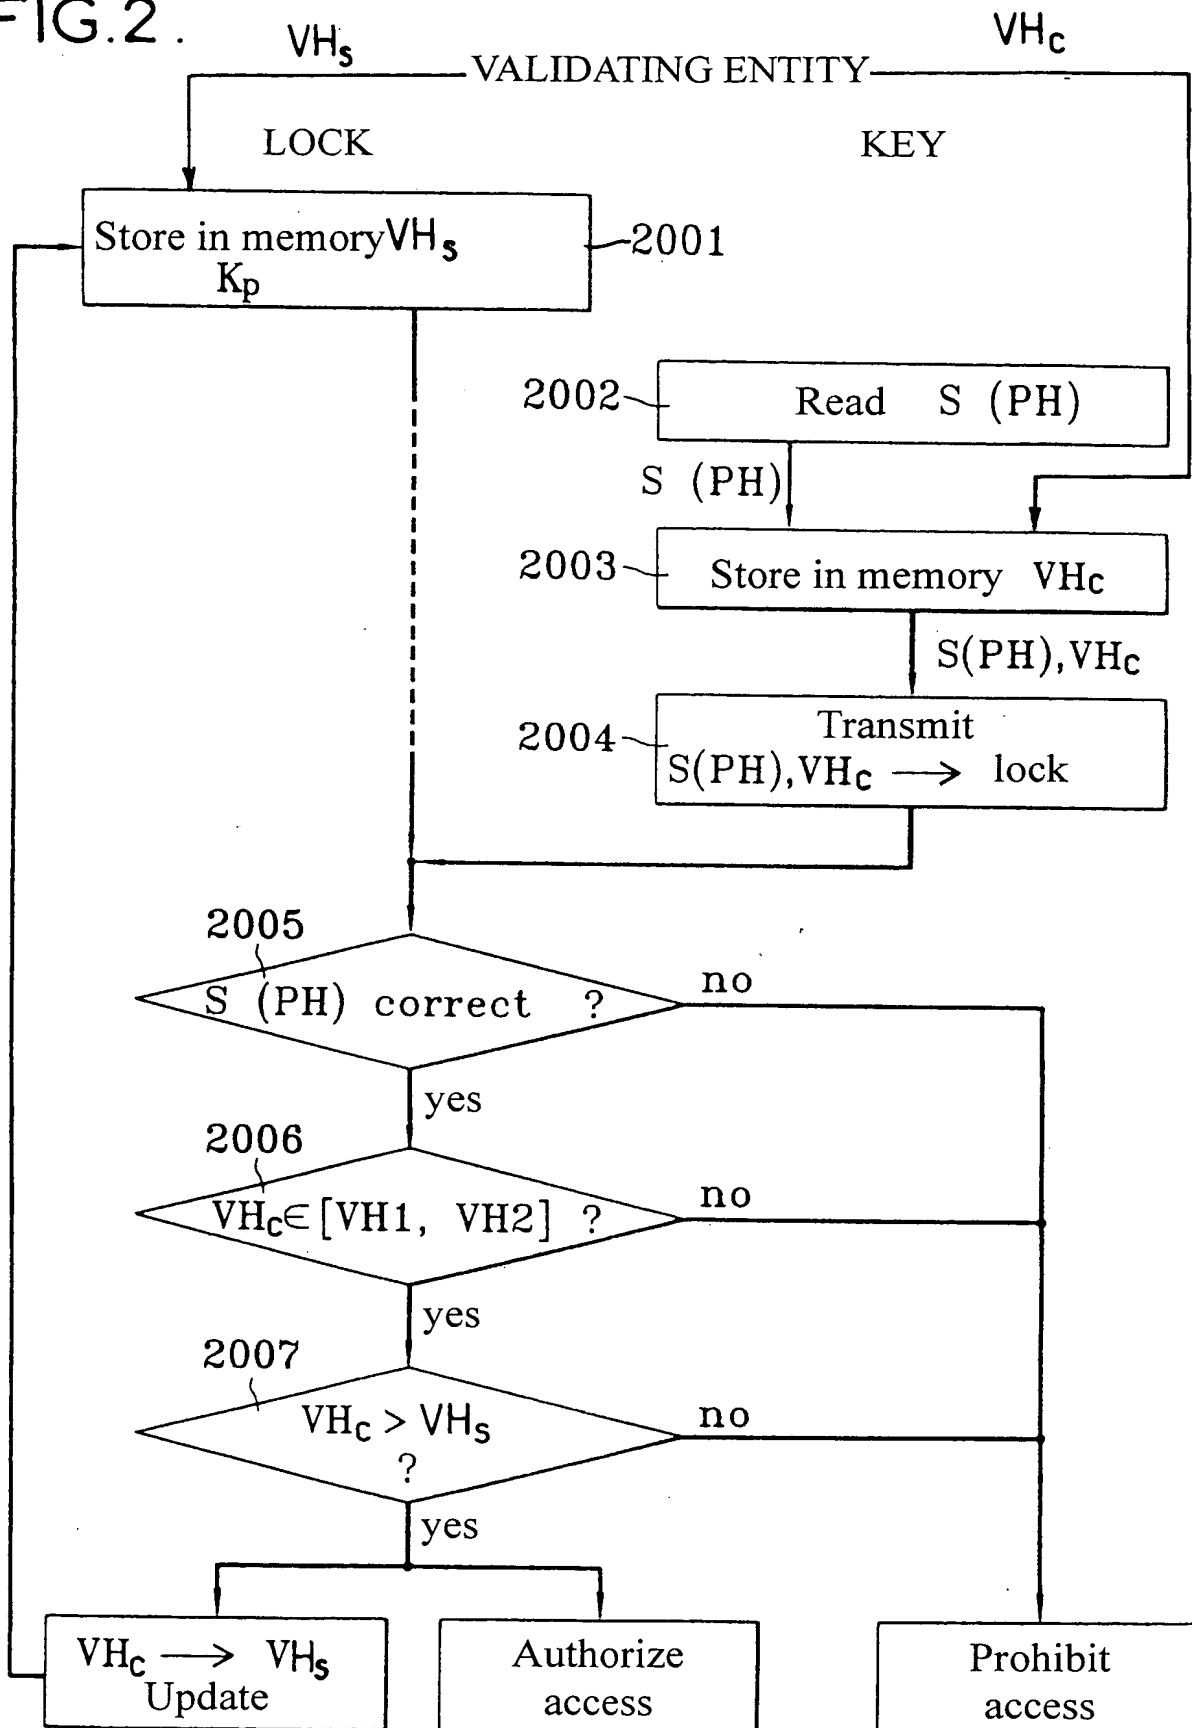 FIG.2.
VHs
VHc
VALIDATING ENTITY
LOCK
KEY
Store in memory VHs
Kp
2001
2002
Read S (PH)
S (PH)
2003
Store in memory VHc
S(PH),VHc
2004
Transmit
S(PH),VHc → lock
2005
S (PH) correct ?
no
yes
2006
VHc∈[VH1, VH2] ?
no
yes
2007
VHc > VHs
?
no
yes
VHc → VHs
Update
Authorize
access
Prohibit
access